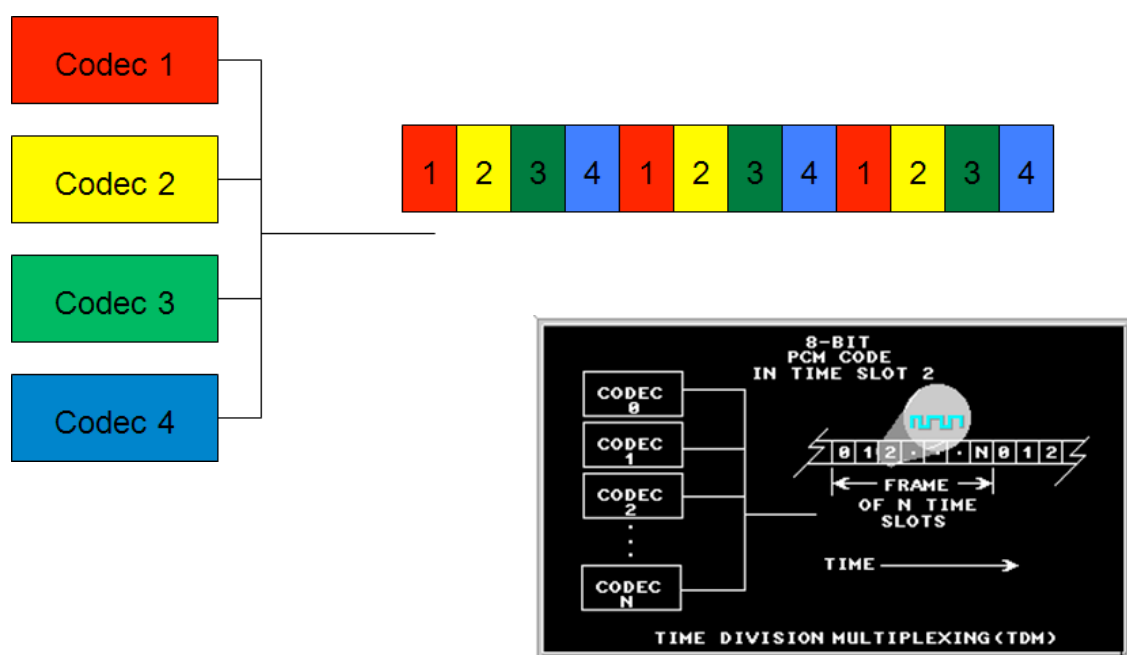 Codec 1
Codec 2
Codec 3
Codec 4
1 2 3 4 1 2 3 4 1 2 3 4
8-BIT
PCM CODE
IN TIME SLOT 2
CODEC
0
CODEC
1
CODEC
2
.
.
.
CODEC
N
0 1 2 · · · N 0 1 2
FRAME
OF N TIME
SLOTS
TIME
TIME DIVISION MULTIPLEXING(TDM)